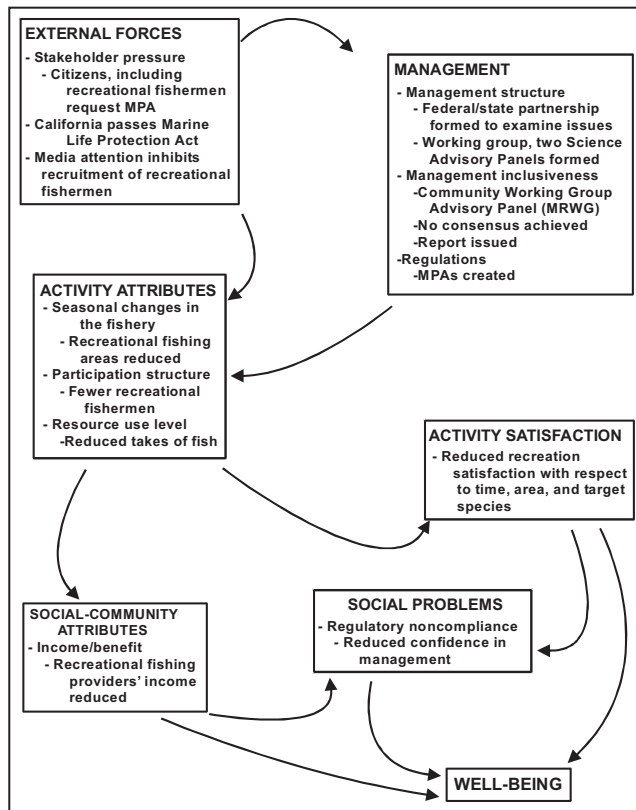 EXTERNAL FORCES
- Stakeholder pressure
- Citizens, including
recreational fishermen
request MPA
- California passes Marine
Life Protection Act
- Media attention inhibits
recruitment of recreational
fishermen
MANAGEMENT
- Management structure
- Federal/state partnership
formed to examine issues
- Working group, two Science
Advisory Panels formed
- Management inclusiveness
-Community Working Group
Advisory Panel (MRWG)
-No consensus achieved
-Report issued
-Regulations
-MPAs created
ACTIVITY ATTRIBUTES
- Seasonal changes in
the fishery
- Recreational fishing
areas reduced
- Participation structure
- Fewer recreational
fishermen
- Resource use level
-Reduced takes of fish
ACTIVITY SATISFACTION
- Reduced recreation
satisfaction with respect
to time, area, and target
species
SOCIAL-COMMUNITY
ATTRIBUTES
- Income/benefit
- Recreational fishing
providers' income
reduced
SOCIAL PROBLEMS
- Regulatory noncompliance
- Reduced confidence in
management
WELL-BEING